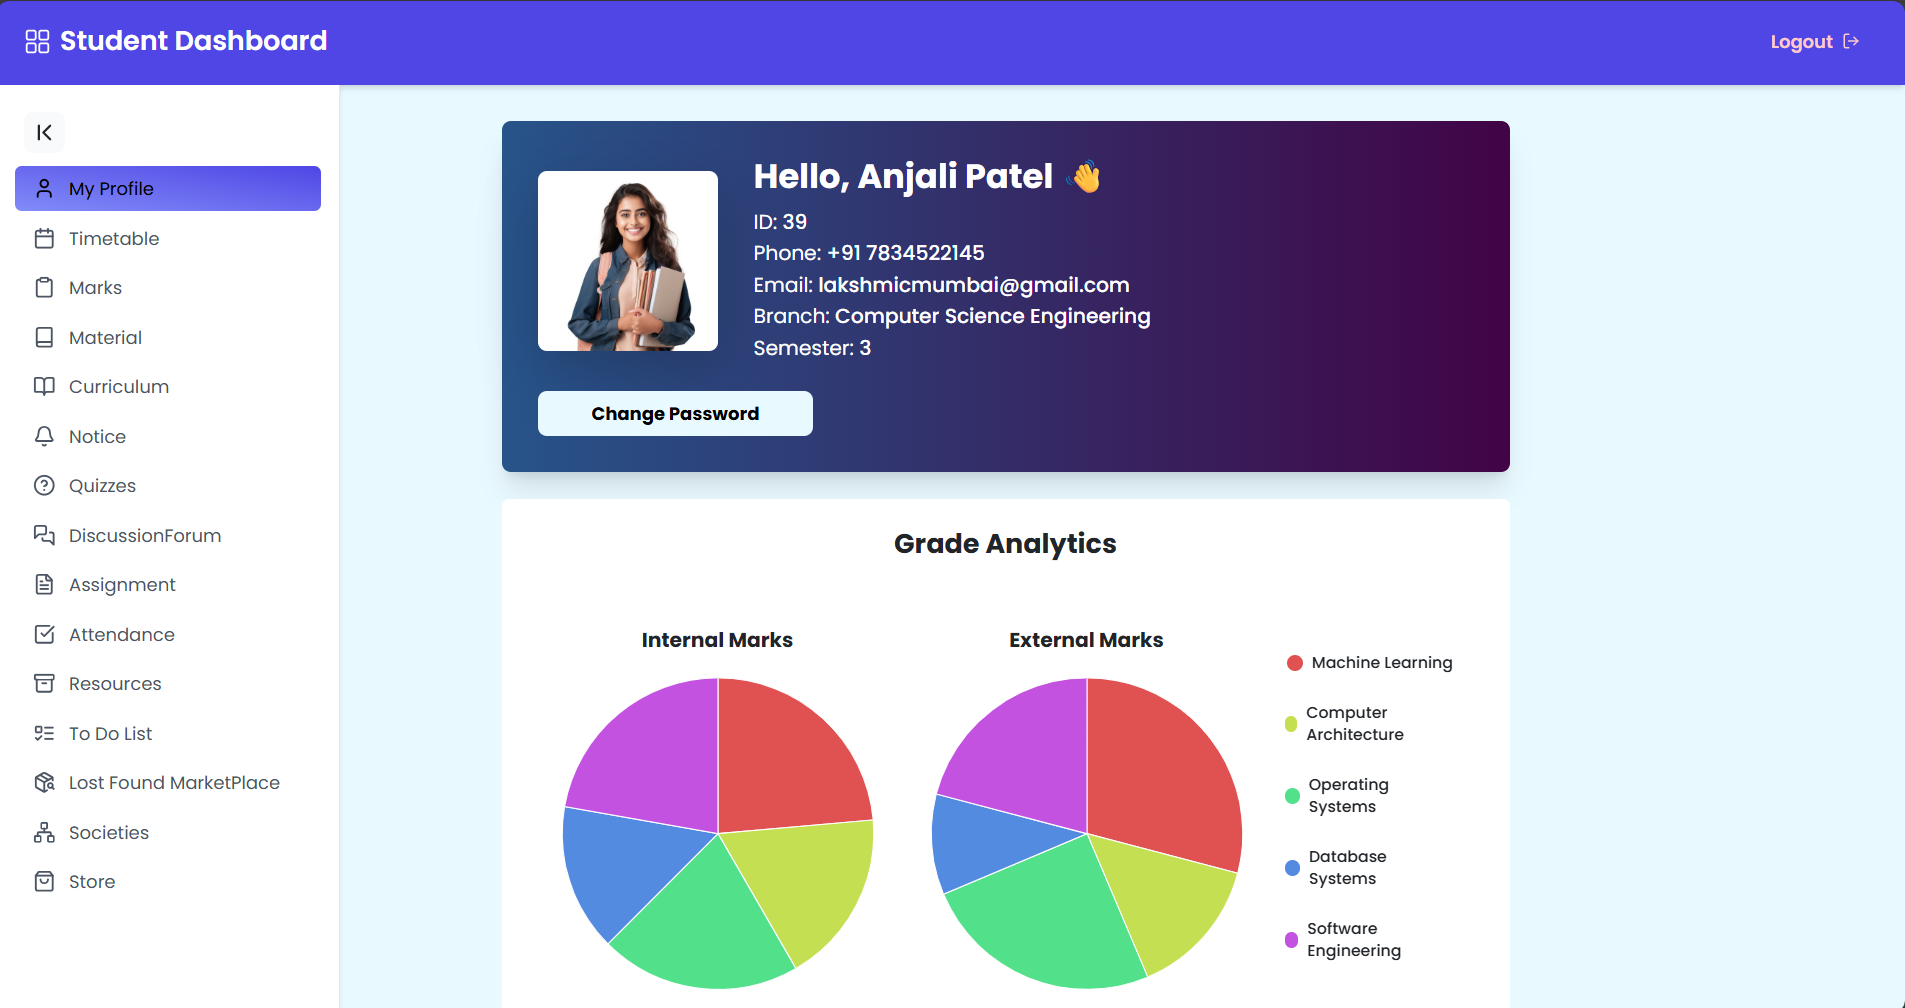 Student Dashboard
Logout
My Profile
Timetable
Marks
Material
Curriculum
Notice
Quizzes
DiscussionForum
Assignment
Attendance
Resources
To Do List
Lost Found MarketPlace
Societies
Store
Hello, Anjali Patel 👋
ID: 39
Phone: +91 7834522145
Email: lakshmicmumbai@gmail.com
Branch: Computer Science Engineering
Semester: 3
Change Password
Grade Analytics
Internal Marks
External Marks
Machine Learning
Computer
Architecture
Operating
Systems
Database
Systems
Software
Engineering